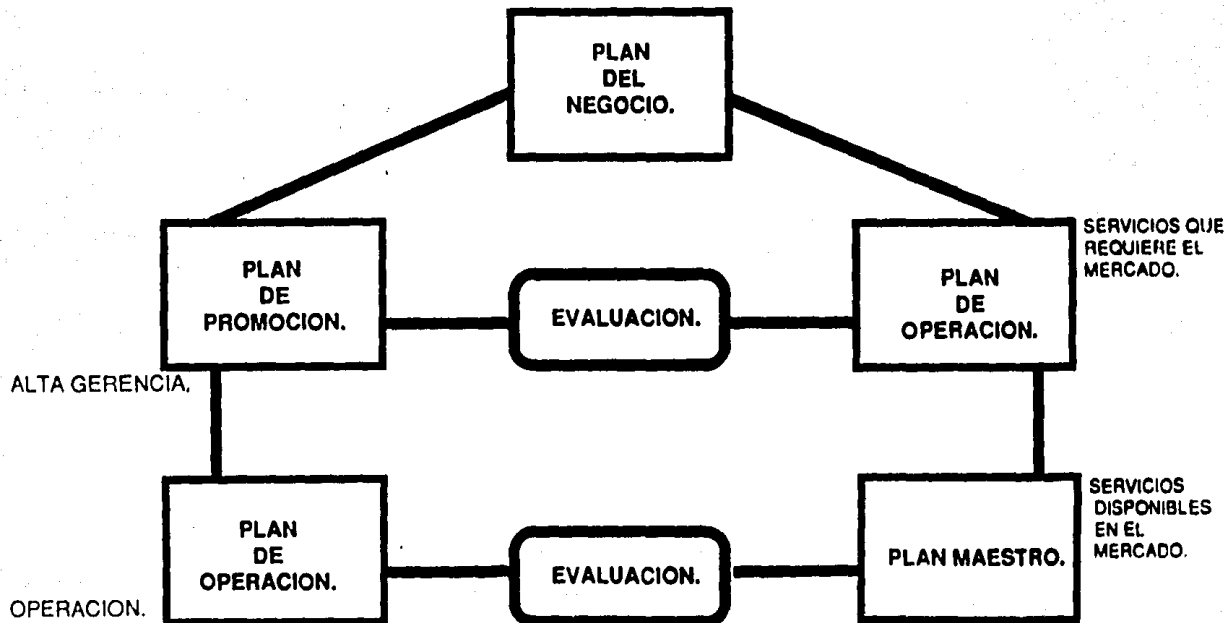 PLAN
DEL
NEGOCIO.
SERVICIOS QUE
REQUIERE EL
MERCADO.
PLAN
DE
PROMOCION.
EVALUACION.
PLAN
DE
OPERACION.
ALTA GERENCIA.
SERVICIOS
DISPONIBLES
EN EL
MERCADO.
PLAN
DE
OPERACION.
EVALUACION.
PLAN MAESTRO.
OPERACION.